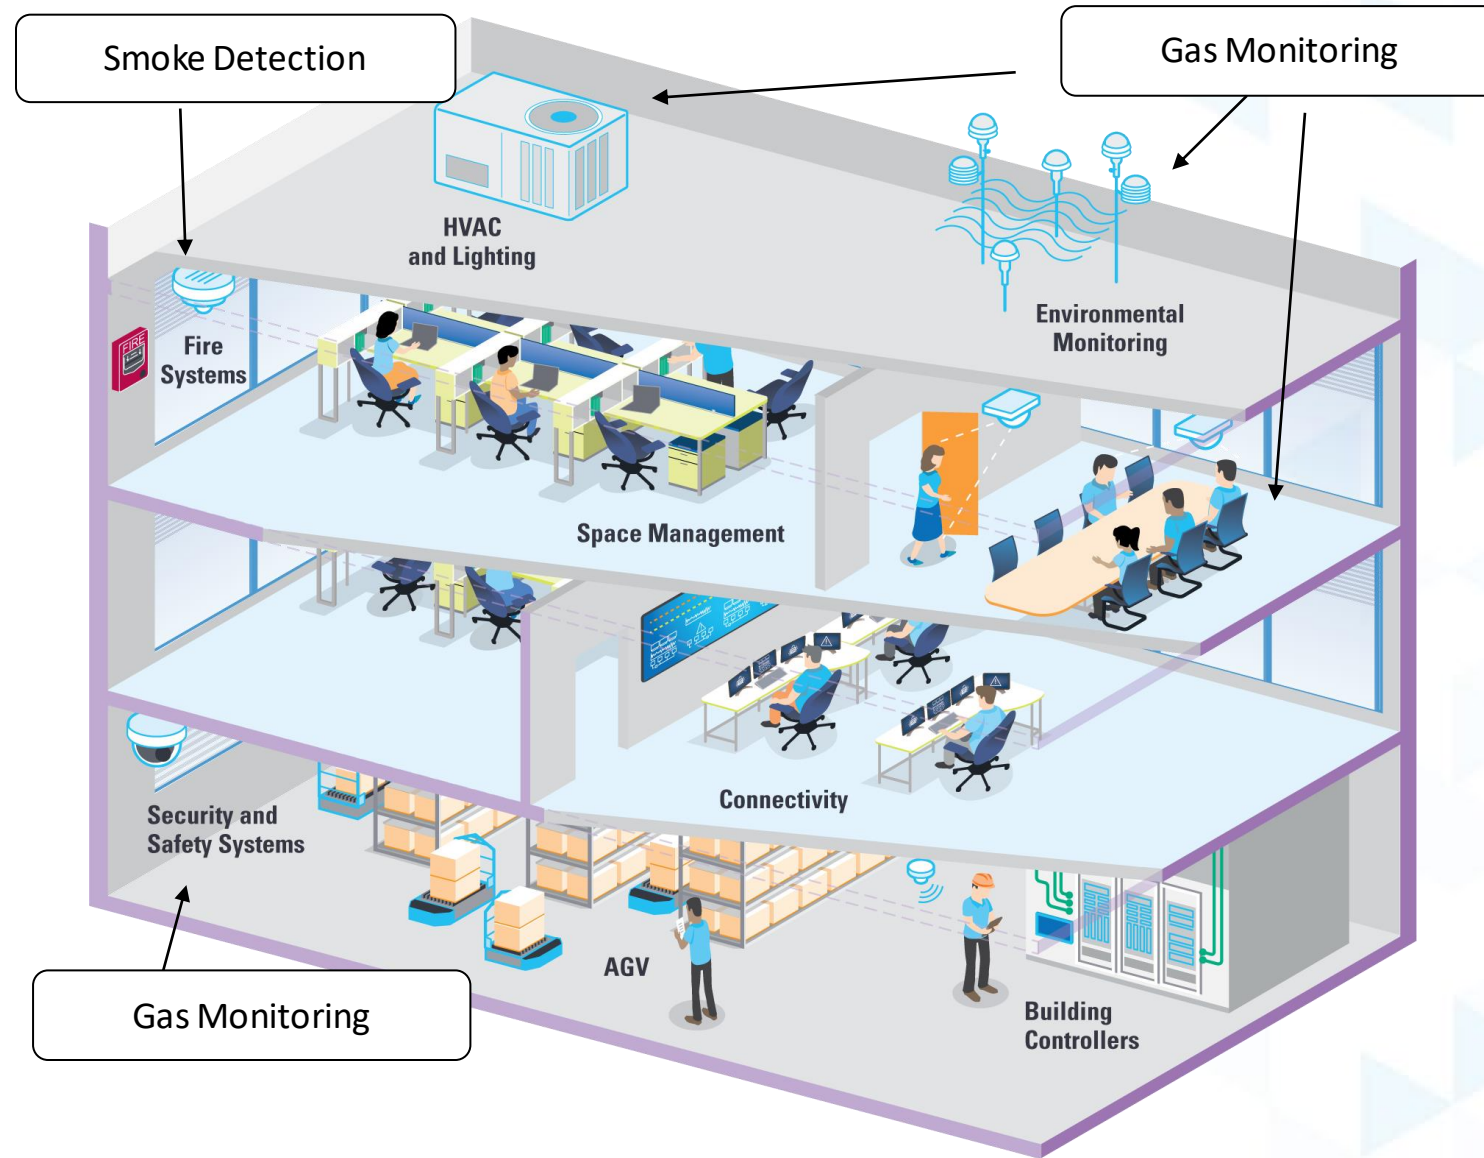 Smoke Detection
Gas Monitoring
HVAC
and Lighting
Environmental
Monitoring
FIRE
Fire
Systems
Space Management
Connectivity
Security and
Safety Systems
AGV
Gas Monitoring
Building
Controllers